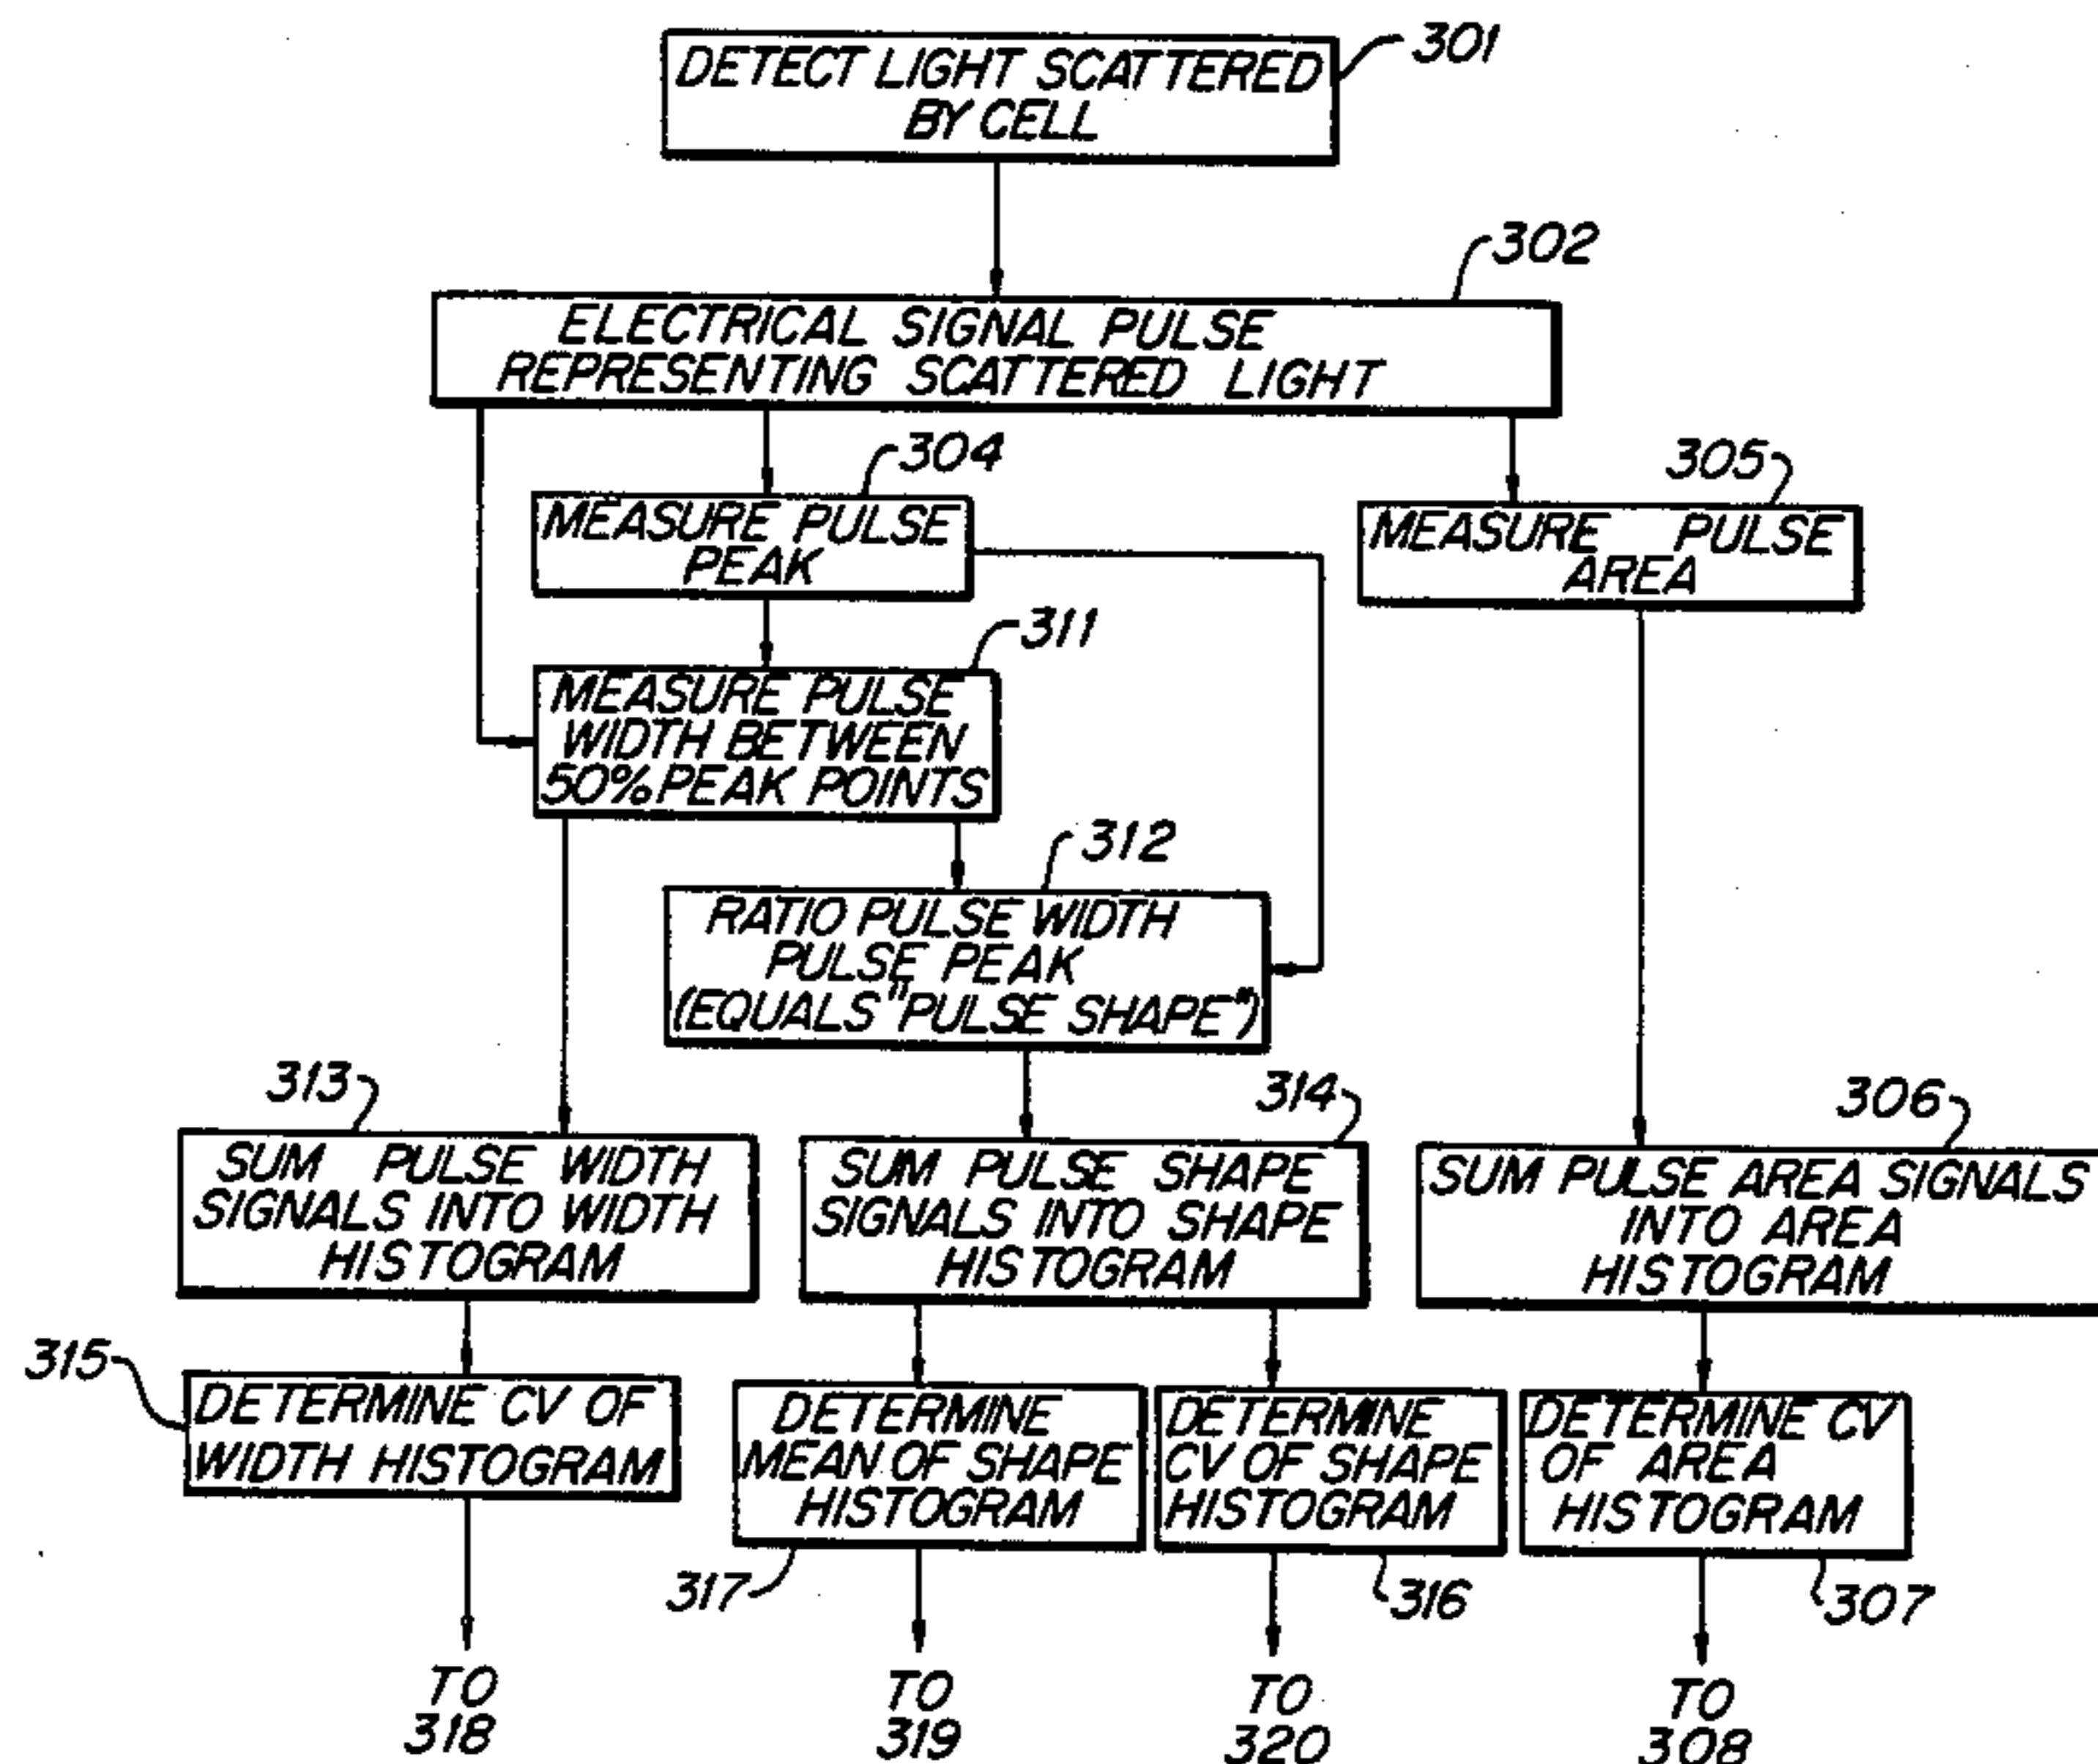 301
DETECT LIGHT SCATTERED
BY CELL
302
ELECTRICAL SIGNAL PULSE
REPRESENTING SCATTERED LIGHT
304
305
MEASURE PULSE
PEAK
MEASURE PULSE
AREA
311
MEASURE PULSE
WIDTH BETWEEN
50% PEAK POINTS
312
RATIO PULSE WIDTH
PULSE PEAK
(EQUALS "PULSE SHAPE")
313
314
306
SUM PULSE WIDTH
SIGNALS INTO WIDTH
HISTOGRAM
SUM PULSE SHAPE
SIGNALS INTO SHAPE
HISTOGRAM
SUM PULSE AREA SIGNALS
INTO AREA
HISTOGRAM
315
DETERMINE CV OF
WIDTH HISTOGRAM
DETERMINE
MEAN OF SHAPE
HISTOGRAM
DETERMINE
CV OF SHAPE
HISTOGRAM
DETERMINE CV
OF AREA
HISTOGRAM
317
316
307
TO
318
TO
319
TO
320
TO
308